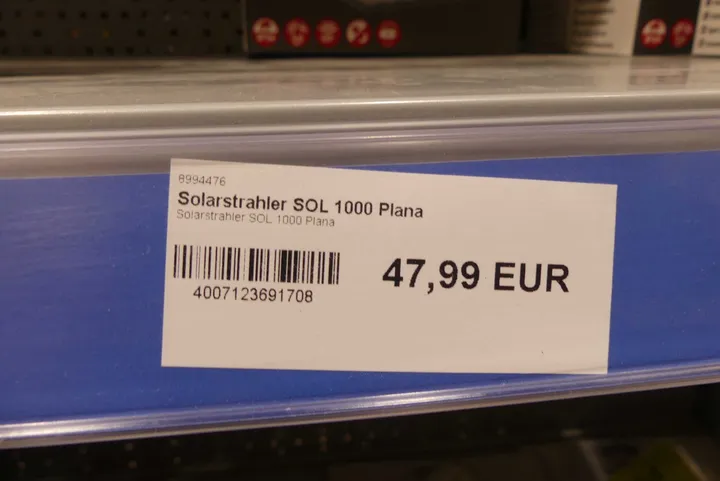 8994476
Solarstrahler SOL 1000 Plana
Solarstrahler SOL 1000 Plana
4007123691708
47,99 EUR